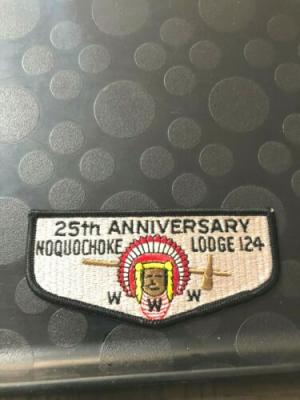 25th ANNIVERSARY
NOQUOCHOKE LODGE 124
W W W